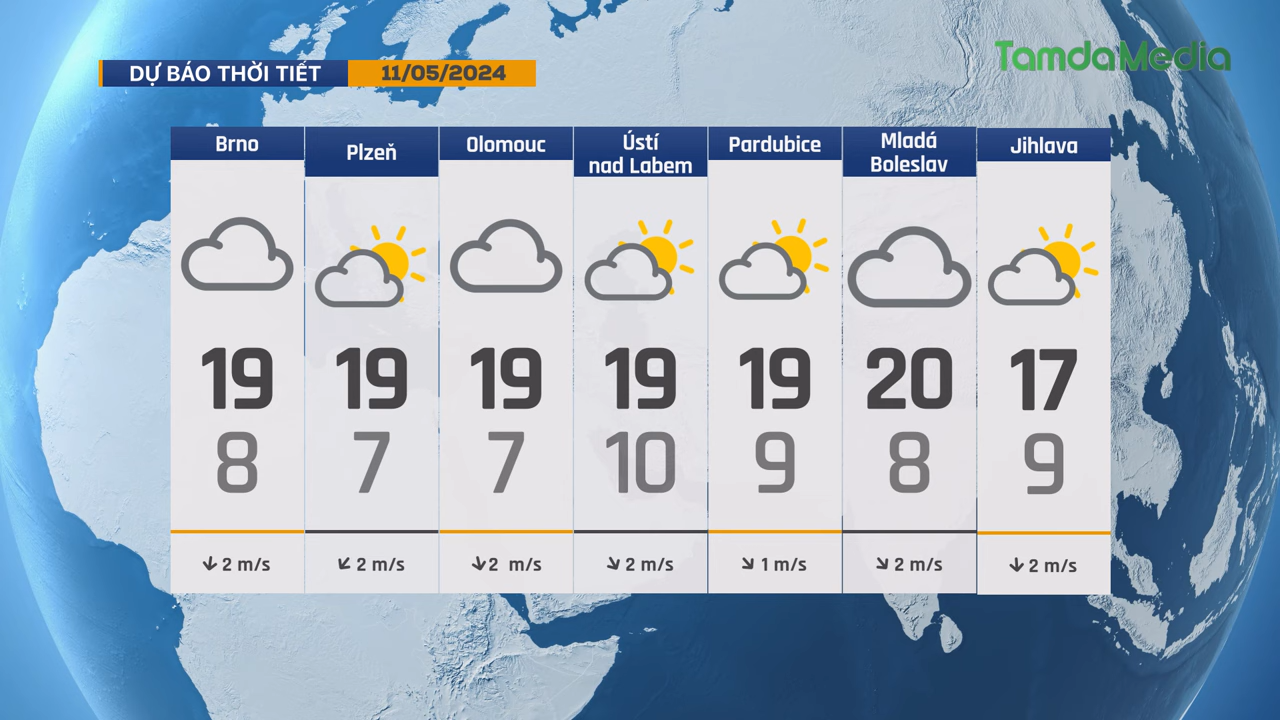 TamdaMedia
DỰ BÁO THỜI TIẾT 11/05/2024
Brno
19
8
2 m/s
Plzeň
19
7
2 m/s
Olomouc
19
7
2 m/s
Ústí
nad Labem
19
10
2 m/s
Pardubice
19
9
1 m/s
Mladá
Boleslav
20
8
2 m/s
Jihlava
17
9
2 m/s